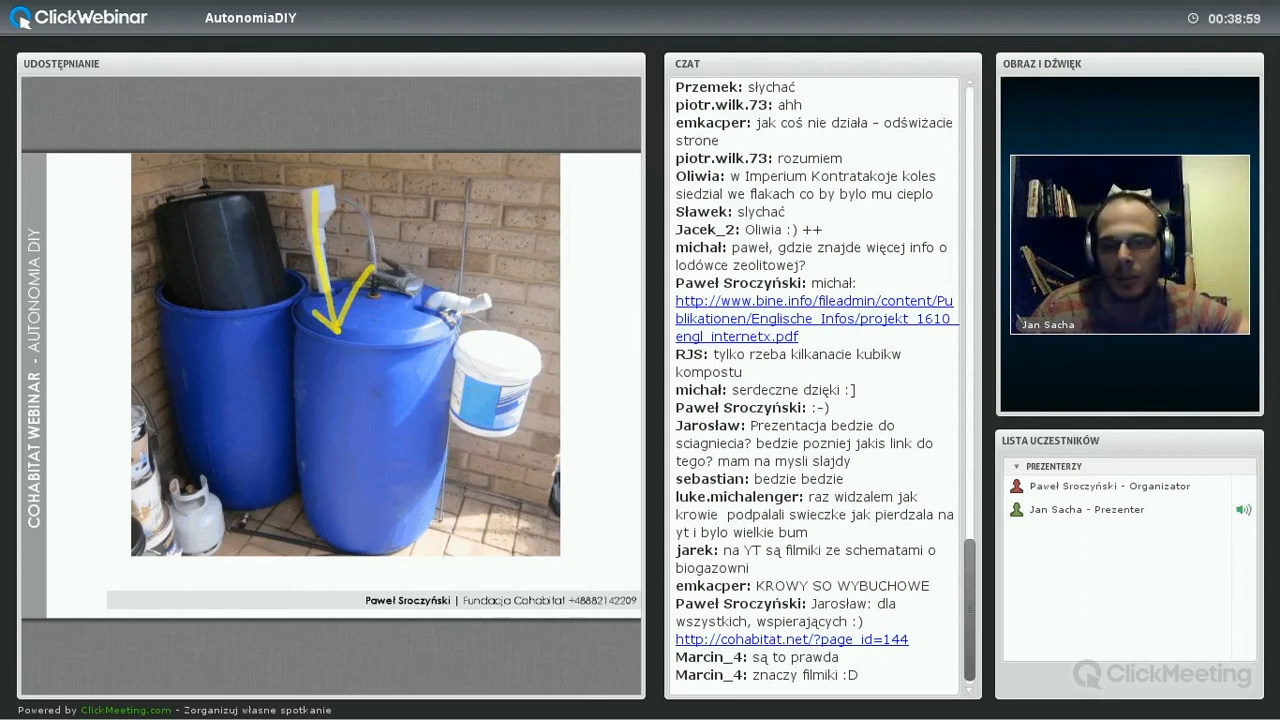 ClickWebinar
AutonomiaDIY
00:38:59
UDOSTĘPNIANIE
COHABITAT WEBINAR - AUTONOMIA DIY
Paweł Sroczyński | Fundacja Cohabitat +48882142209
CZAT
Przemek: słychać
piotr.wilk.73: ahh
emkacper: jak coś nie działa - odświżacie
strone
piotr.wilk.73: rozumiem
Oliwia: w Imperium Kontratakoje koles
siedzial we flakach co by bylo mu cieplo
Sławek: slychać
Jacek_2: Oliwia :) ++
michał: paweł, gdzie znajde więcej info o
lodówce zeolitowej?
Paweł Sroczyński: michał:
http://www.bine.info/fileadmin/content/Pu
blikationen/Englische_Infos/projekt_1610_
engl_internetx.pdf
RJS: tylko rzeba kilkanacie kubikw
kompostu
michał: serdeczne dzięki :]
Paweł Sroczyński: :-)
Jarosław: Prezentacja bedzie do
sciagniecia? bedzie pozniej jakis link do
tego? mam na mysli slajdy
sebastian: bedzie bedzie
luke.michalenger: raz widzalem jak
krowie podpalali swieczke jak pierdzala na
yt i bylo wielkie bum
jarek: na YT są filmiki ze schematami o
biogazowni
emkacper: KROWY SO WYBUCHOWE
Paweł Sroczyński: Jarosław: dla
wszystkich, wspierających :)
http://cohabitat.net/?page_id=144
Marcin_4: są to prawda
Marcin_4: znaczy filmiki :D
OBRAZ I DŹWIĘK
Jan Sacha
LISTA UCZESTNIKÓW
PREZENTERZY
Paweł Sroczyński - Organizator
Jan Sacha - Prezenter
ClickMeeting
Powered by ClickMeeting.com - Zorganizuj własne spotkanie